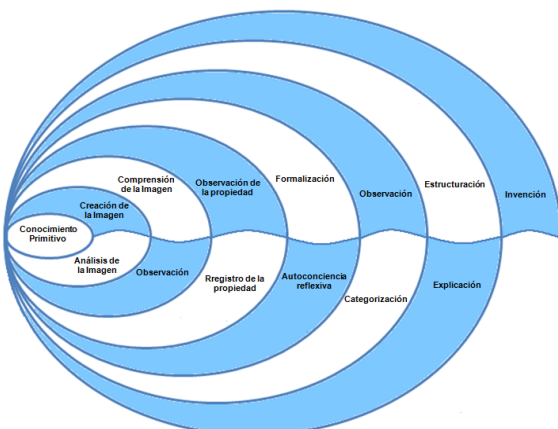 Conocimiento
Primitivo
Creación de
la Imagen
Análisis de
la Imagen
Comprensión
de la Imagen
Observación
Observación de
la propiedad
Rregistro de la
propiedad
Formalización
Autoconciencia
reflexiva
Observación
Categorización
Estructuración
Explicación
Invención